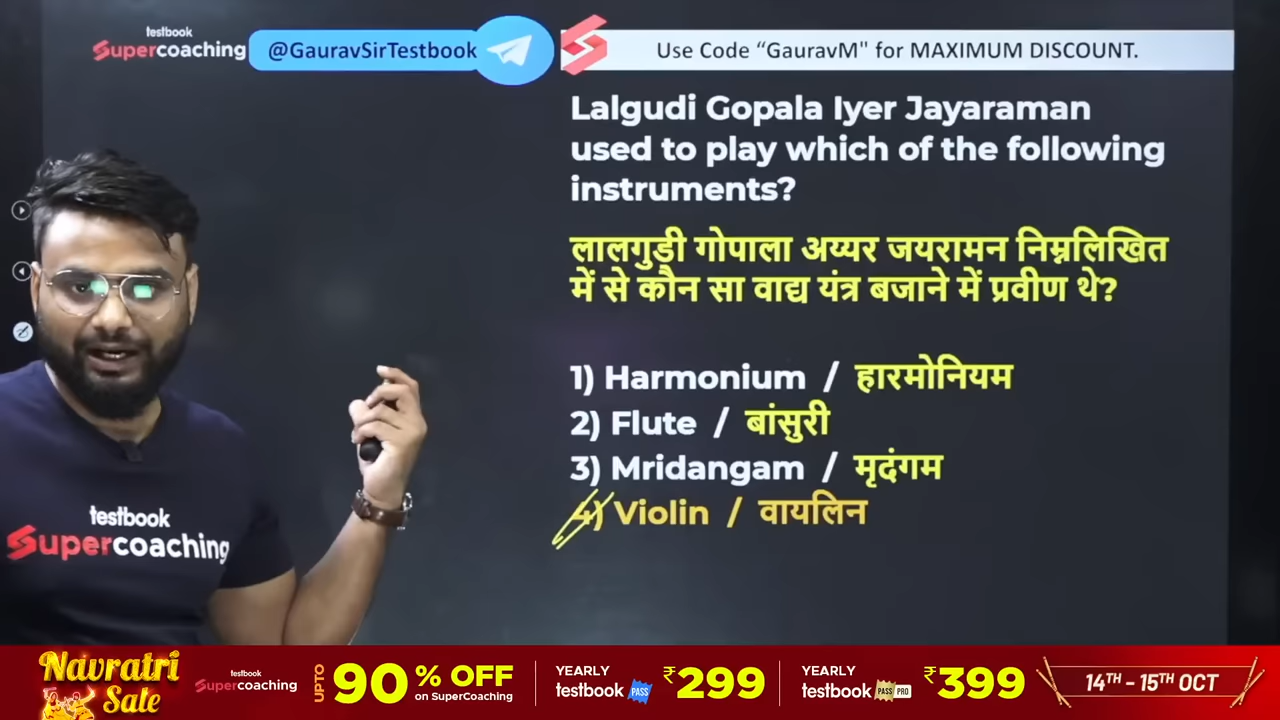 testbook
Supercoaching
@GauravSirTestbook
Use Code “GauravM" for MAXIMUM DISCOUNT.
Lalgudi Gopala Iyer Jayaraman
used to play which of the following
instruments?
लालगुडी गोपाला अय्यर जयरामन निम्नलिखित
में से कौन सा वाद्य यंत्र बजाने में प्रवीण थे?
1) Harmonium / हारमोनियम
2) Flute / बांसुरी
3) Mridangam / मृदंगम
4) Violin / वायलिन
testbook
Supercoaching
Navratri
Sale
testbook
Supercoaching
UPTO 90% OFF
on SuperCoaching
YEARLY
testbook PASS
₹299
YEARLY
testbook PASS PRO
₹399
14TH - 15TH OCT